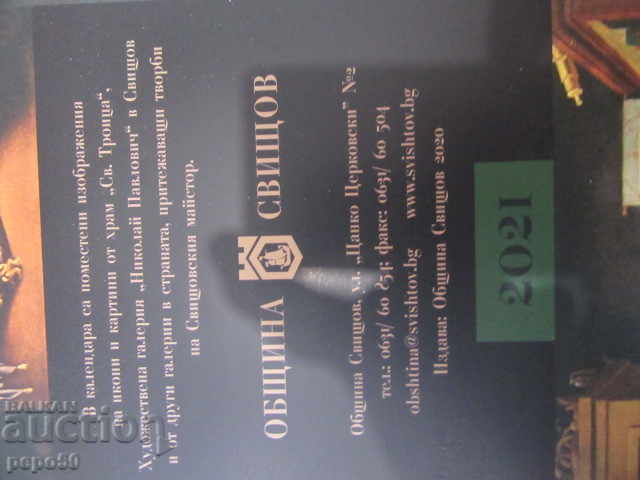 В календара са поместени изображения
на икони и картини от храм „Св. Троица“,
Художествена галерия „Николай Павлович“ в Свищов
и от други галерии в страната, притежаващи творби
на Свищовския майстор.
ОБЩИНА СВИЩОВ
Община Свищов, ул. „Цанко Церковски” №2
тел.: 0631/ 60 854; факс: 0631/ 60 504
obshtina@svishtov.bg www.svishtov.bg
Издава: Община Свищов 2020
2021
БАЛКАН
auction
pepo50